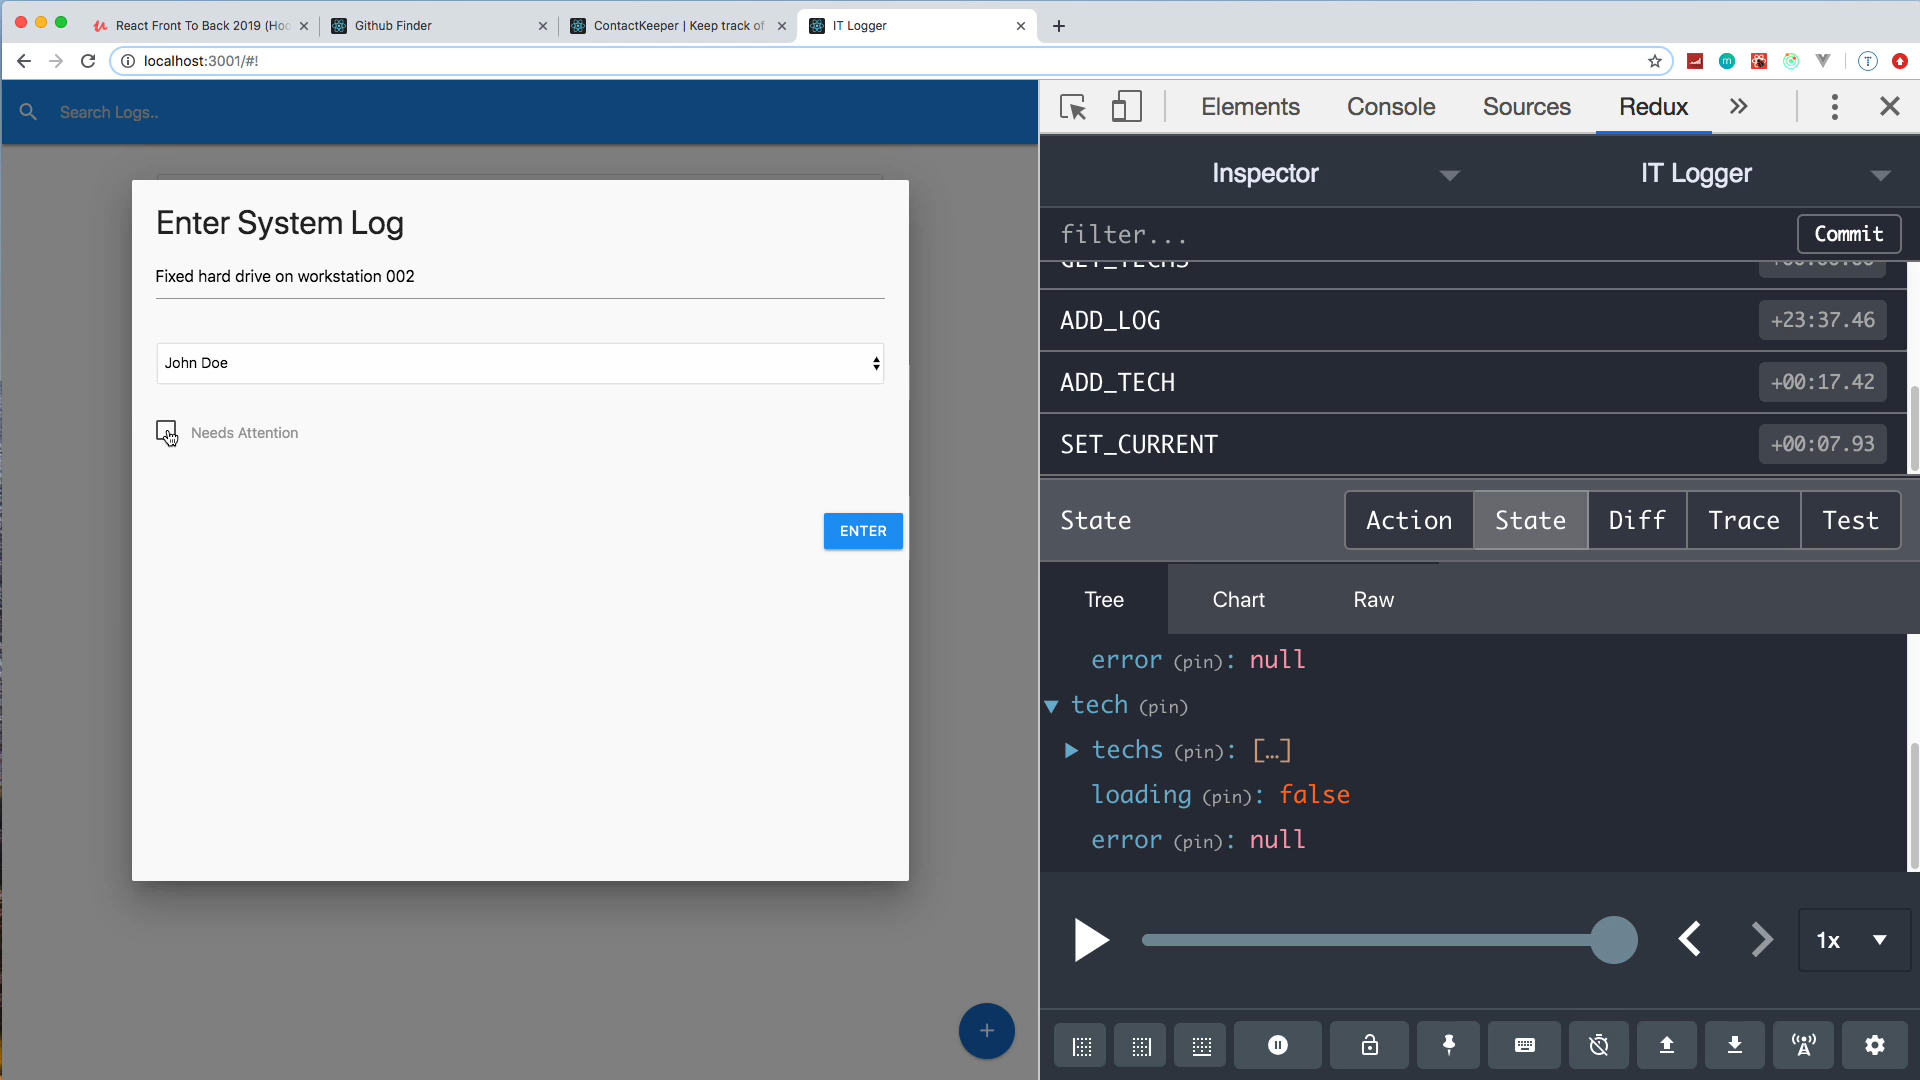 React Front To Back 2019 (Hoo
Github Finder
ContactKeeper | Keep track of
IT Logger
localhost:3001/#!
Search Logs..
Enter System Log
Fixed hard drive on workstation 002
John Doe
Needs Attention
ENTER
Elements
Console
Sources
Redux
Inspector
IT Logger
filter...
Commit
GET_TECHS
ADD_LOG
+23:37.46
ADD_TECH
+00:17.42
SET_CURRENT
+00:07.93
State
Action
State
Diff
Trace
Test
Tree
Chart
Raw
error (pin): null
tech (pin)
techs (pin): […]
loading (pin): false
error (pin): null
1x